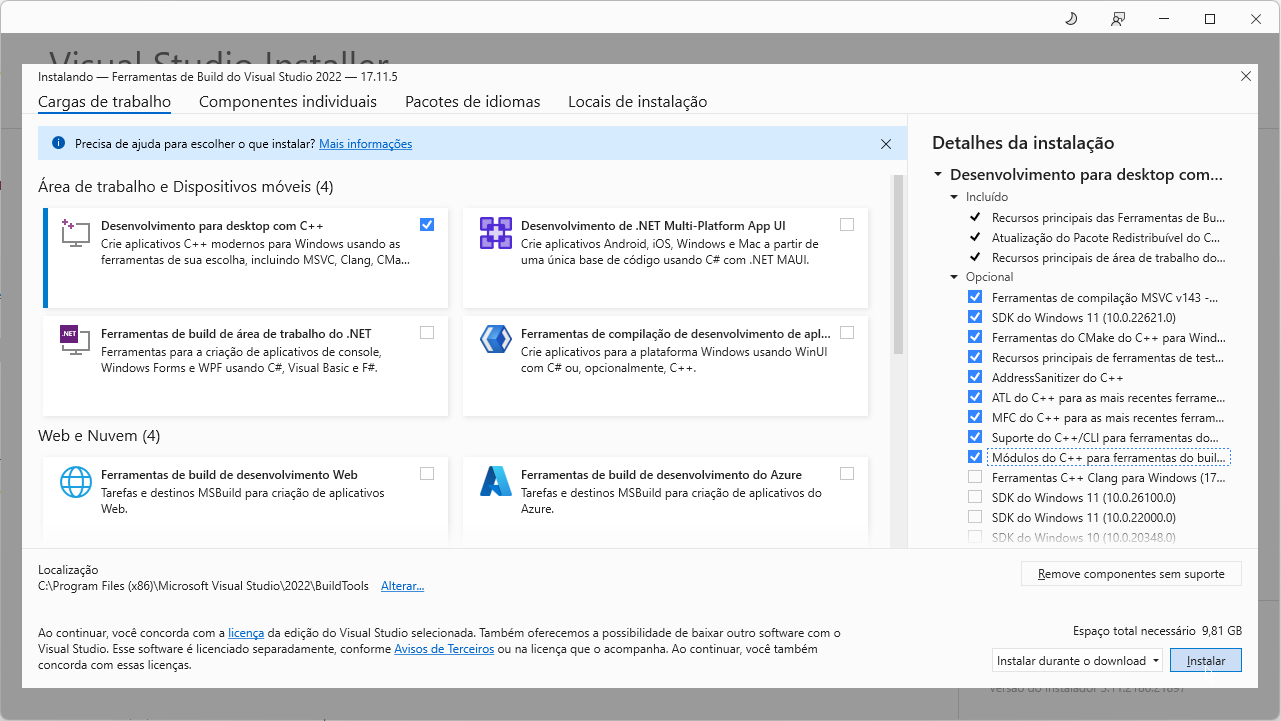 Visual Studio Installer
Instalando — Ferramentas de Build do Visual Studio 2022 — 17.11.5
Cargas de trabalho
Componentes individuais
Pacotes de idiomas
Locais de instalação
Precisa de ajuda para escolher o que instalar? Mais informações
Área de trabalho e Dispositivos móveis (4)
Desenvolvimento para desktop com C++
Crie aplicativos C++ modernos para Windows usando as
ferramentas de sua escolha, incluindo MSVC, Clang, CMa...
Desenvolvimento de .NET Multi-Platform App UI
Crie aplicativos Android, iOS, Windows e Mac a partir de
uma única base de código usando C# com .NET MAUI.
.NET
Ferramentas de build de área de trabalho do .NET
Ferramentas para a criação de aplicativos de console,
Windows Forms e WPF usando C#, Visual Basic e F#.
Ferramentas de compilação de desenvolvimento de apl...
Crie aplicativos para a plataforma Windows usando WinUI
com C# ou, opcionalmente, C++.
Web e Nuvem (4)
Ferramentas de build de desenvolvimento Web
Tarefas e destinos MSBuild para criação de aplicativos
Web.
Ferramentas de build de desenvolvimento do Azure
Tarefas e destinos MSBuild para criação de aplicativos do
Azure.
Detalhes da instalação
Desenvolvimento para desktop com...
Incluído
Recursos principais das Ferramentas de Bu...
Atualização do Pacote Redistribuível do C...
Recursos principais de área de trabalho do...
Opcional
Ferramentas de compilação MSVC v143 -...
SDK do Windows 11 (10.0.22621.0)
Ferramentas do CMake do C++ para Wind...
Recursos principais de ferramentas de test...
AddressSanitizer do C++
ATL do C++ para as mais recentes ferrame...
MFC do C++ para as mais recentes ferram...
Suporte do C++/CLI para ferramentas do...
Módulos do C++ para ferramentas do buil...
Ferramentas C++ Clang para Windows (17...
SDK do Windows 11 (10.0.26100.0)
SDK do Windows 11 (10.0.22000.0)
SDK do Windows 10 (10.0.20348.0)
Localização
C:\Program Files (x86)\Microsoft Visual Studio\2022\BuildTools Alterar...
Remove componentes sem suporte
Ao continuar, você concorda com a licença da edição do Visual Studio selecionada. Também oferecemos a possibilidade de baixar outro software com o
Visual Studio. Esse software é licenciado separadamente, conforme Avisos de Terceiros ou na licença que o acompanha. Ao continuar, você também
concorda com essas licenças.
Espaço total necessário 9,81 GB
Instalar durante o download
Instalar